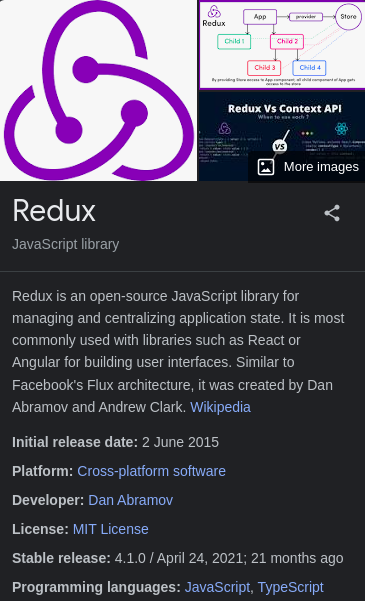 Redux
App
provider
Store
Child 1
Child 2
Child 3
Child 4
By providing Store access to App component, all child component of App gets
access to the store
Redux Vs Context API
When to use each ?
VS
More images
Redux
JavaScript library
Redux is an open-source JavaScript library for
managing and centralizing application state. It is most
commonly used with libraries such as React or
Angular for building user interfaces. Similar to
Facebook's Flux architecture, it was created by Dan
Abramov and Andrew Clark. Wikipedia
Initial release date: 2 June 2015
Platform: Cross-platform software
Developer: Dan Abramov
License: MIT License
Stable release: 4.1.0 / April 24, 2021; 21 months ago
Programming languages: JavaScript, TypeScript